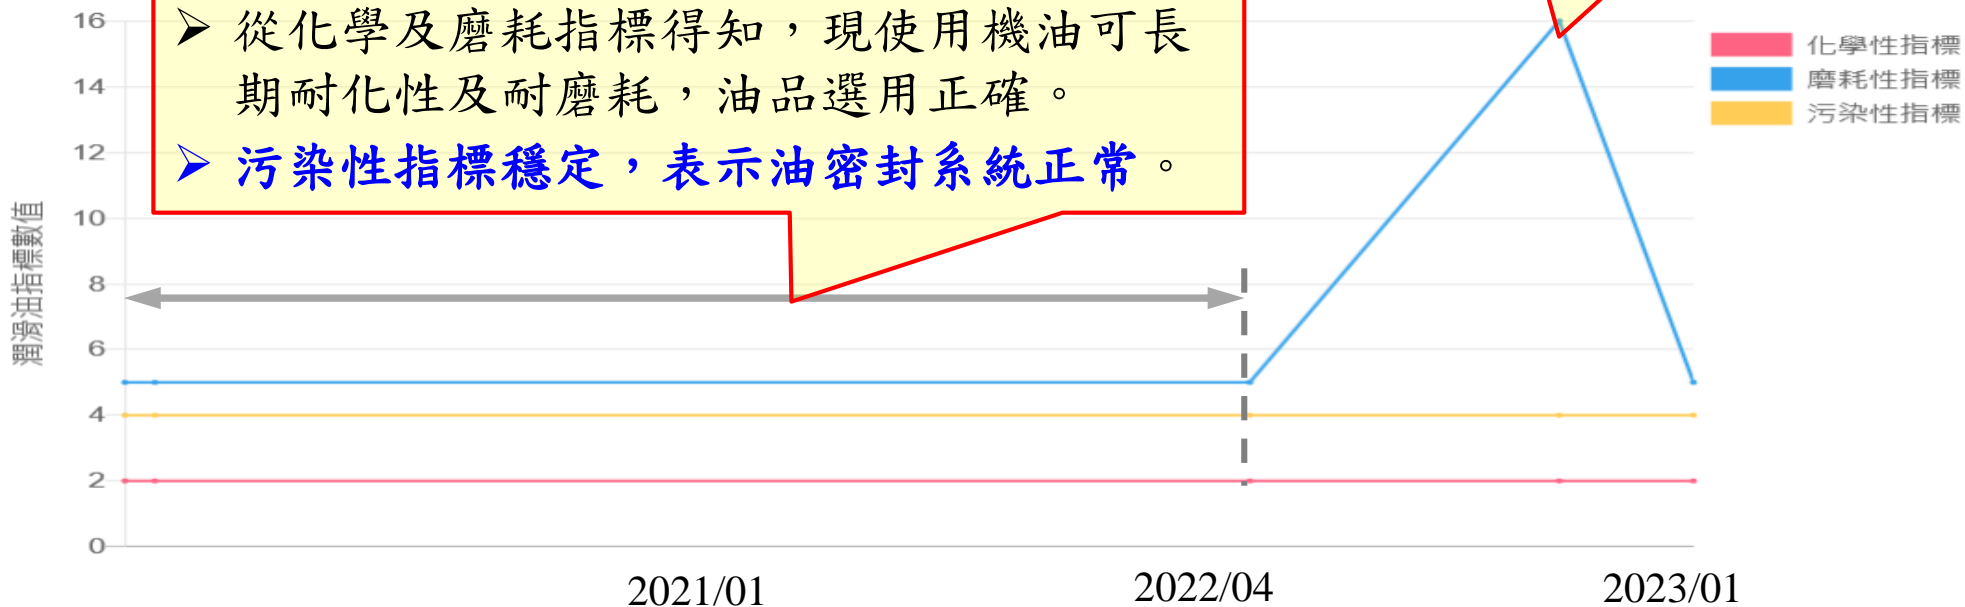 ➢ 從化學及磨耗指標得知，現使用機油可長
期耐化性及耐磨耗，油品選用正確。
➢ 污染性指標穩定，表示油密封系統正常。
化學性指標
磨耗性指標
污染性指標
潤滑油指標數值
16
14
12
10
8
6
4
2
0
2021/01
2022/04
2023/01